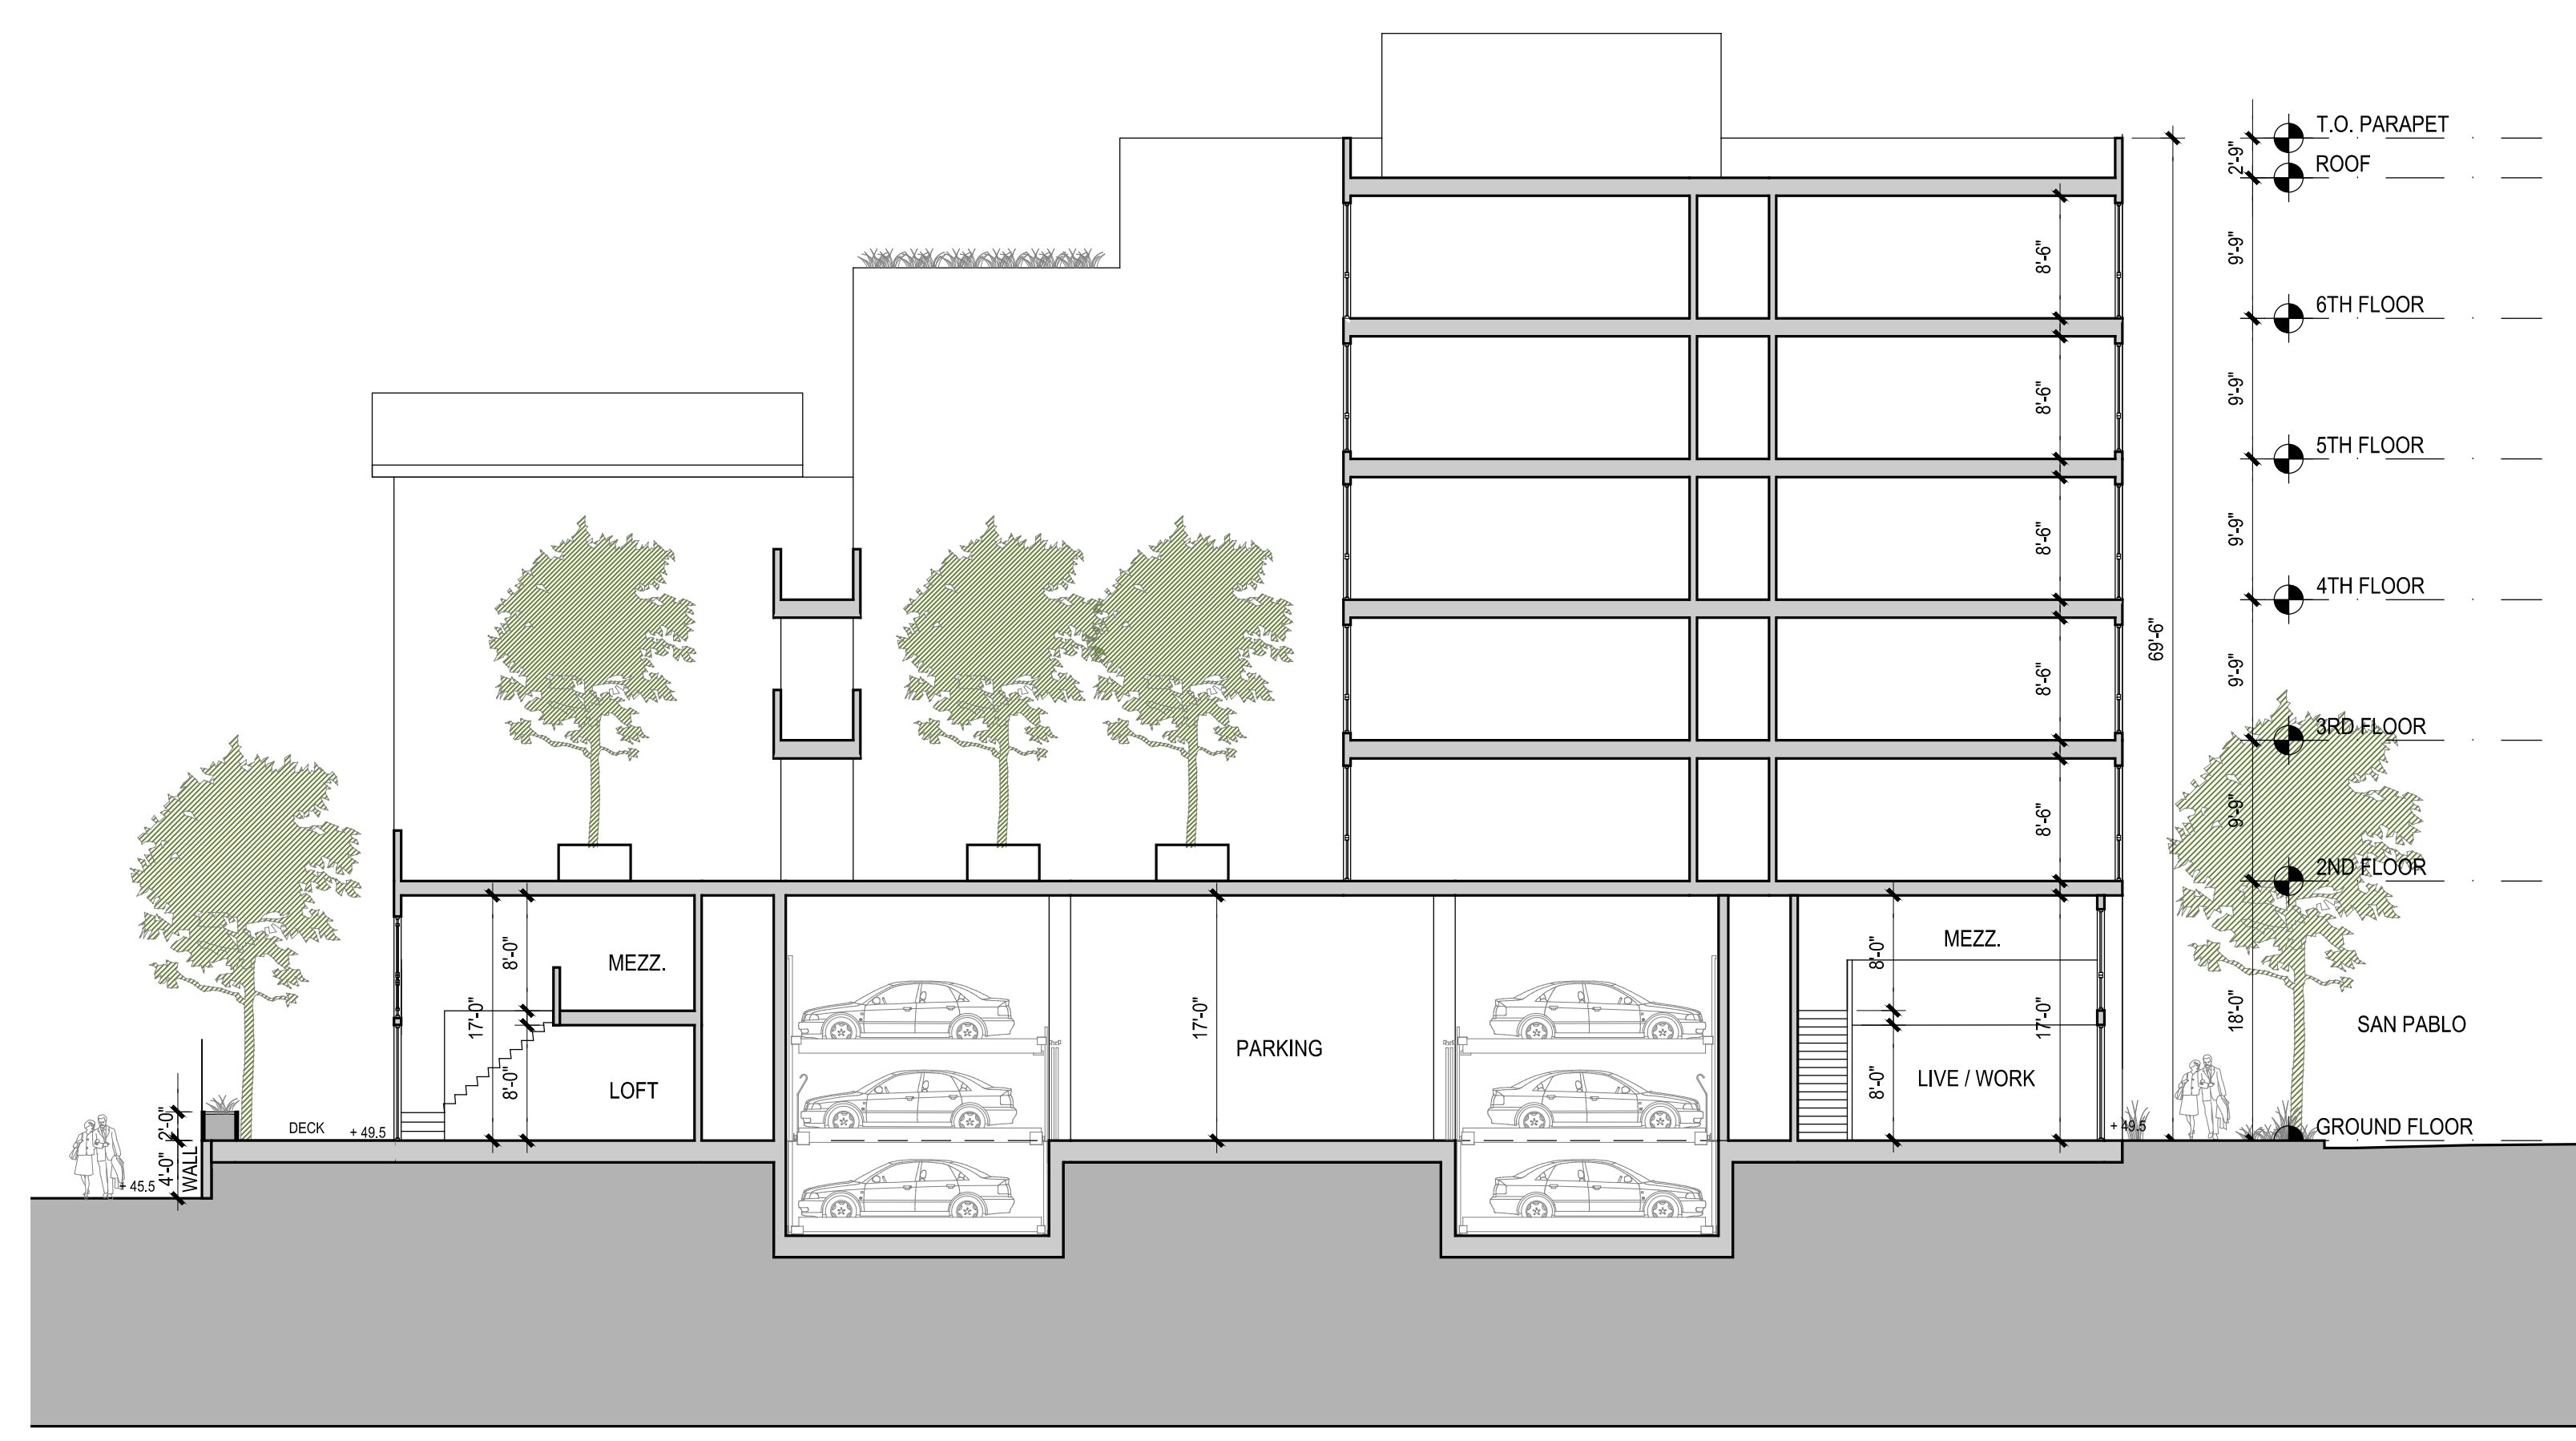 T.O. PARAPET
2'-9"
ROOF
9'-9"
8'-6"
6TH FLOOR
9'-9"
8'-6"
5TH FLOOR
9'-9"
8'-6"
4TH FLOOR
69'-6"
9'-9"
8'-6"
3RD FLOOR
9'-9"
8'-6"
2ND FLOOR
8'-0"
MEZZ.
8'-0"
MEZZ.
17'-0"
17'-0"
PARKING
17'-0"
18'-0"
SAN PABLO
8'-0"
LOFT
8'-0"
LIVE / WORK
2'-0"
DECK
+ 49.5
+ 49.5
GROUND FLOOR
4'-0"
WALL
+ 45.5